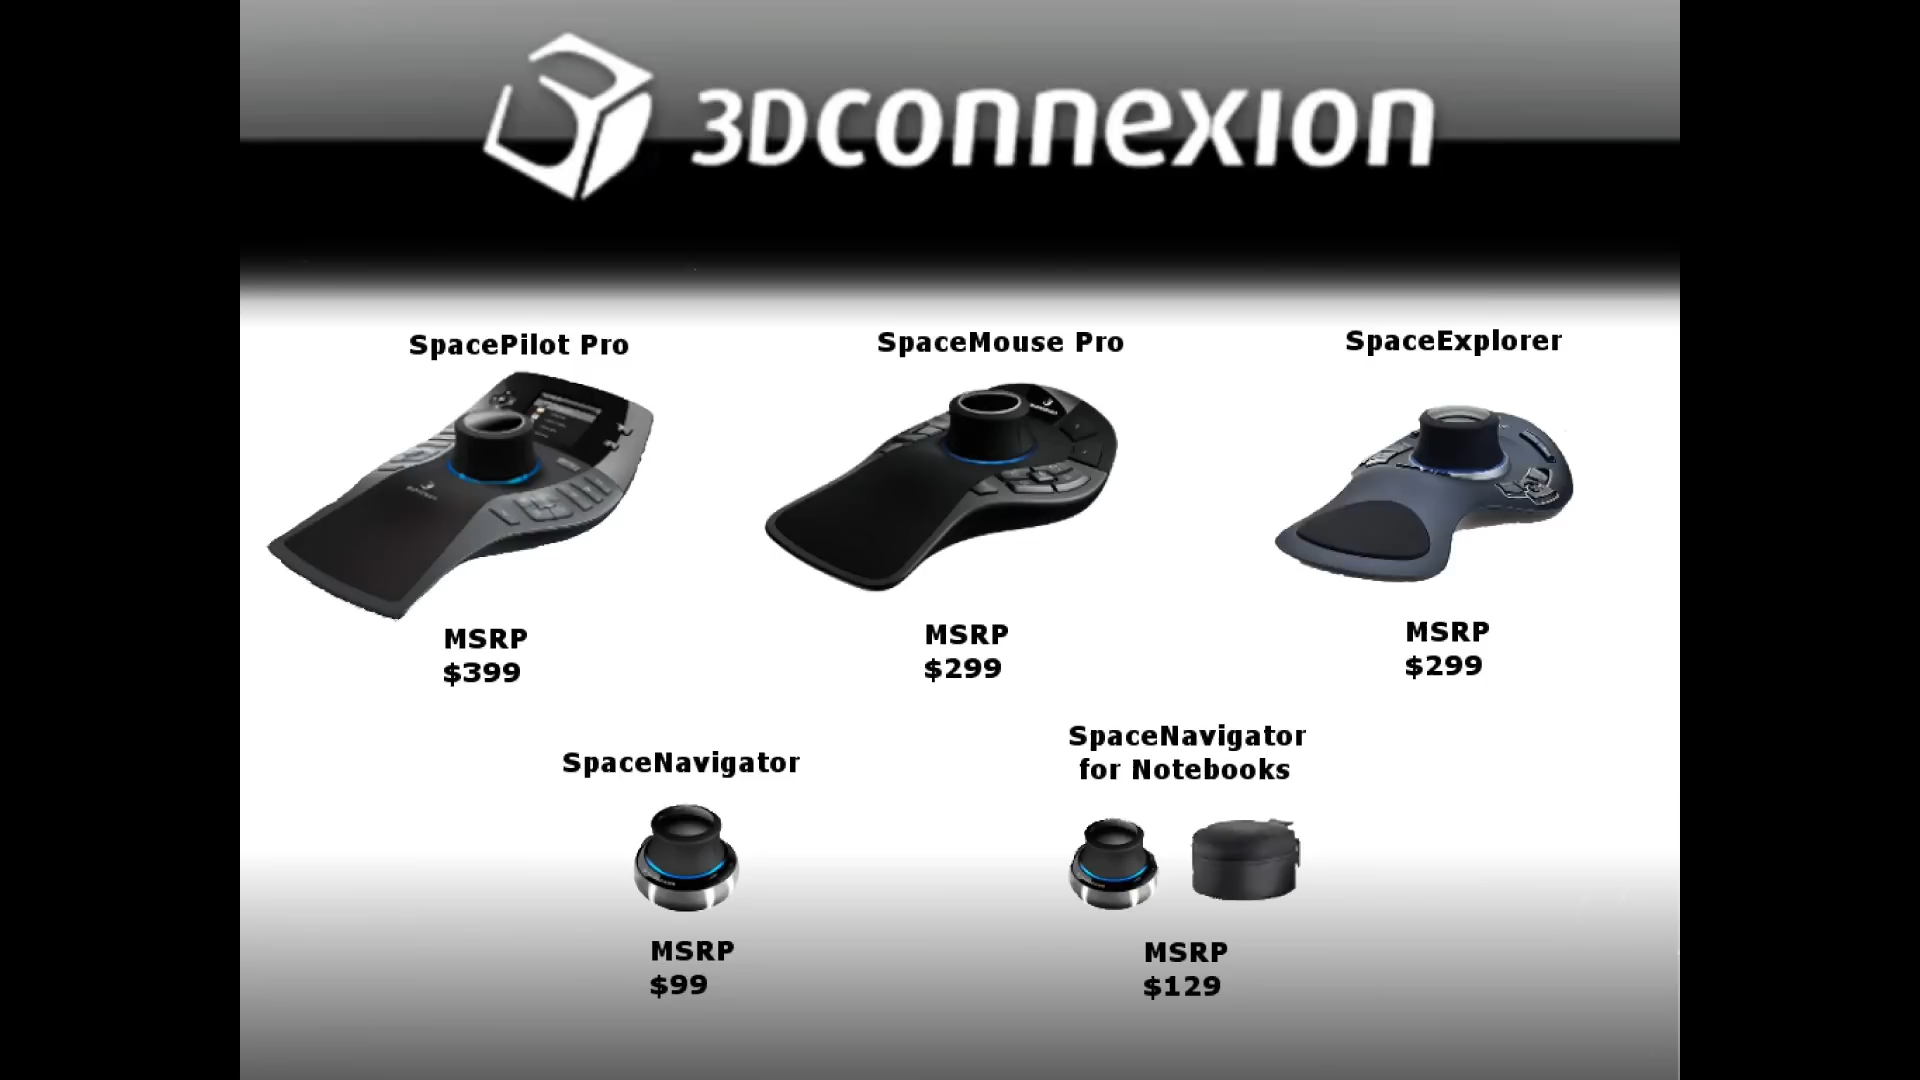 3Dconnexion
SpacePilot Pro
SpaceMouse Pro
SpaceExplorer
MSRP
$399
MSRP
$299
MSRP
$299
SpaceNavigator
SpaceNavigator
for Notebooks
MSRP
$99
MSRP
$129